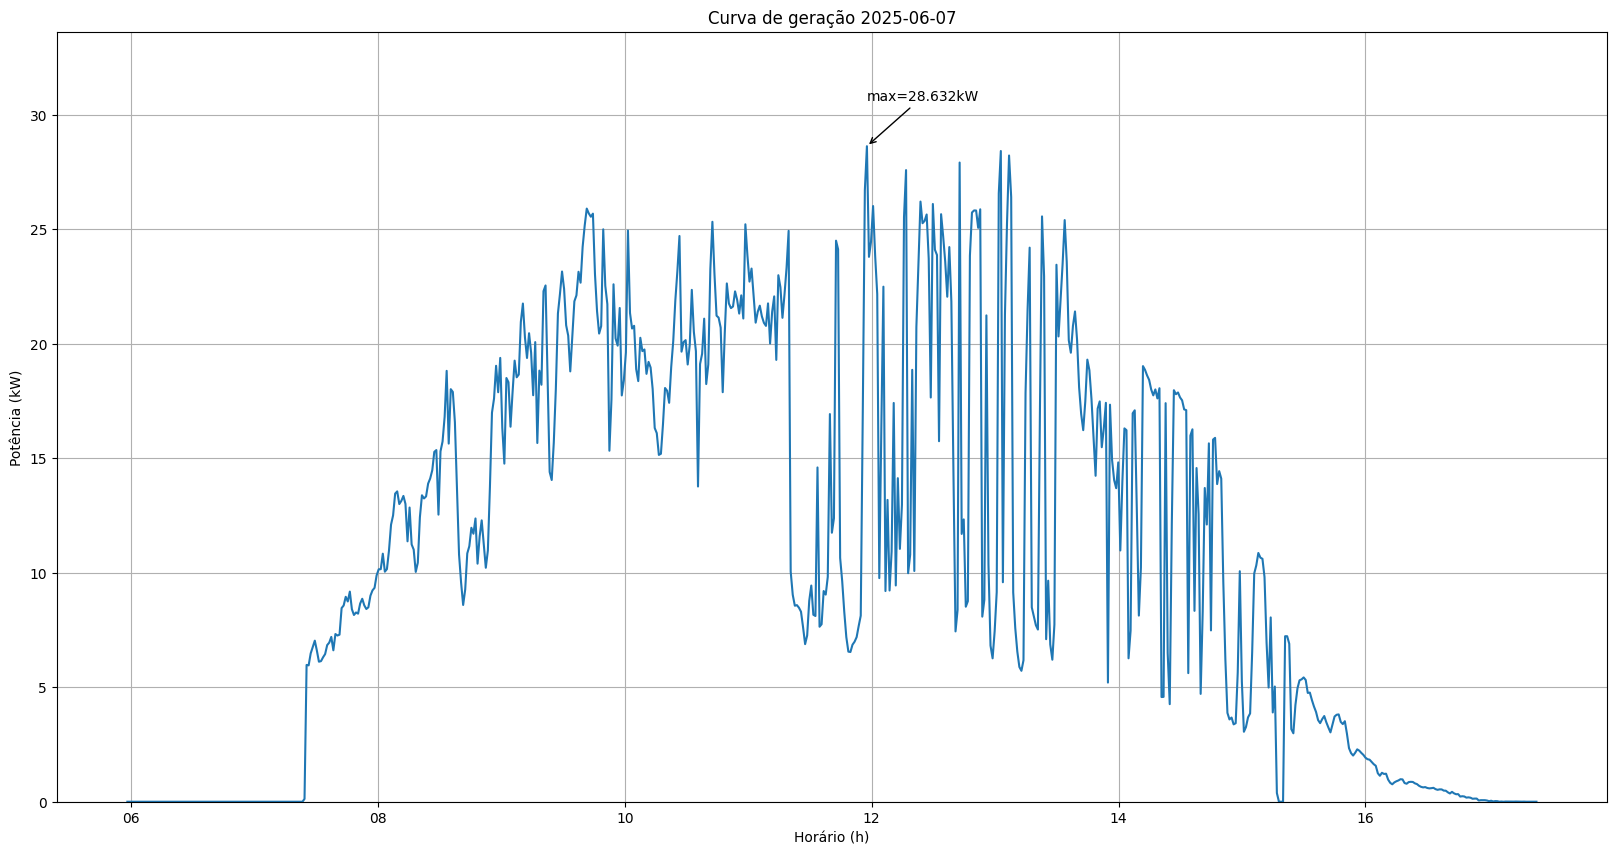 Curva de geração 2025-06-07
max=28.632kW
30
25
20
15
10
5
0
Potência (kW)
06 08 10 12 14 16
Horário (h)